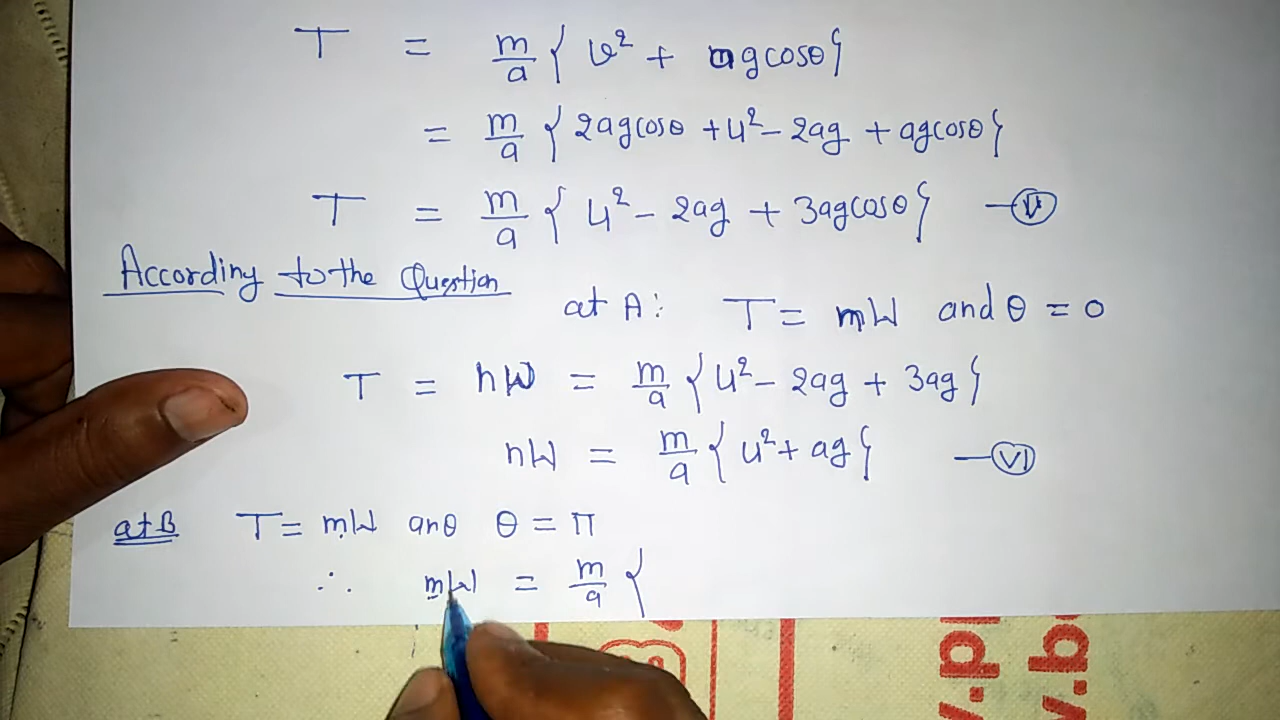 T = m/a { v² + agcosθ}
= m/a { 2agcosθ + u² - 2ag + agcosθ}
T = m/a { u² - 2ag + 3agcosθ} —(V)
According to the Question
at A: T = mW and θ = 0
T = nW = m/a { u² - 2ag + 3ag}
nW = m/a { u² + ag} —(VI)
at B T = mW anθ θ = π
∴ mW = m/a {